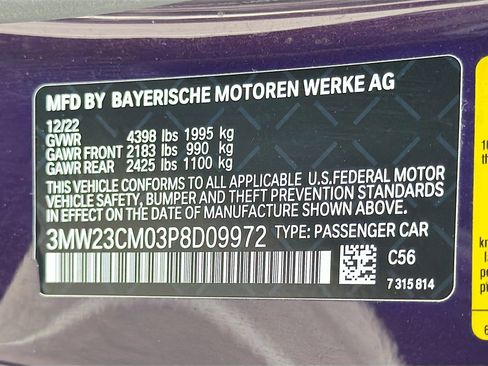 MFD BY BAYERISCHE MOTOREN WERKE AG
12/22
GVWR 4398 lbs 1995 kg
GAWR FRONT 2183 lbs 990 kg
GAWR REAR 2425 lbs 1100 kg
THIS VEHICLE CONFORMS TO ALL APPLICABLE U.S.FEDERAL MOTOR
VEHICLE SAFETY, BUMPER AND THEFT PREVENTION STANDARDS
IN EFFECT ON THE DATE OF MANUFACTURE SHOWN ABOVE.
3MW23CM03P8D09972 TYPE: PASSENGER CAR
C56
7 315 814